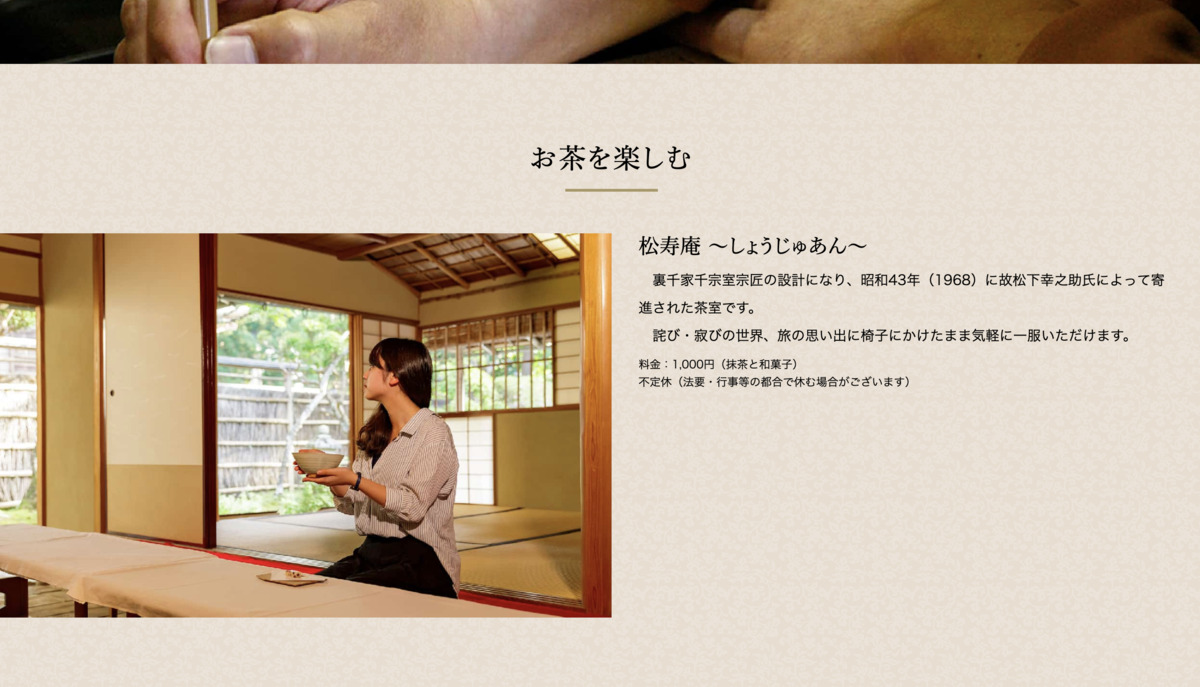 お茶を楽しむ
松寿庵 〜しょうじゅあん〜
裏千家千宗室宗匠の設計になり、昭和43年（1968）に故松下幸之助氏によって寄
進された茶室です。
詫び・寂びの世界、旅の思い出に椅子にかけたまま気軽に一服いただけます。
料金：1,000円（抹茶と和菓子）
不定休（法要・行事等の都合で休む場合がございます）